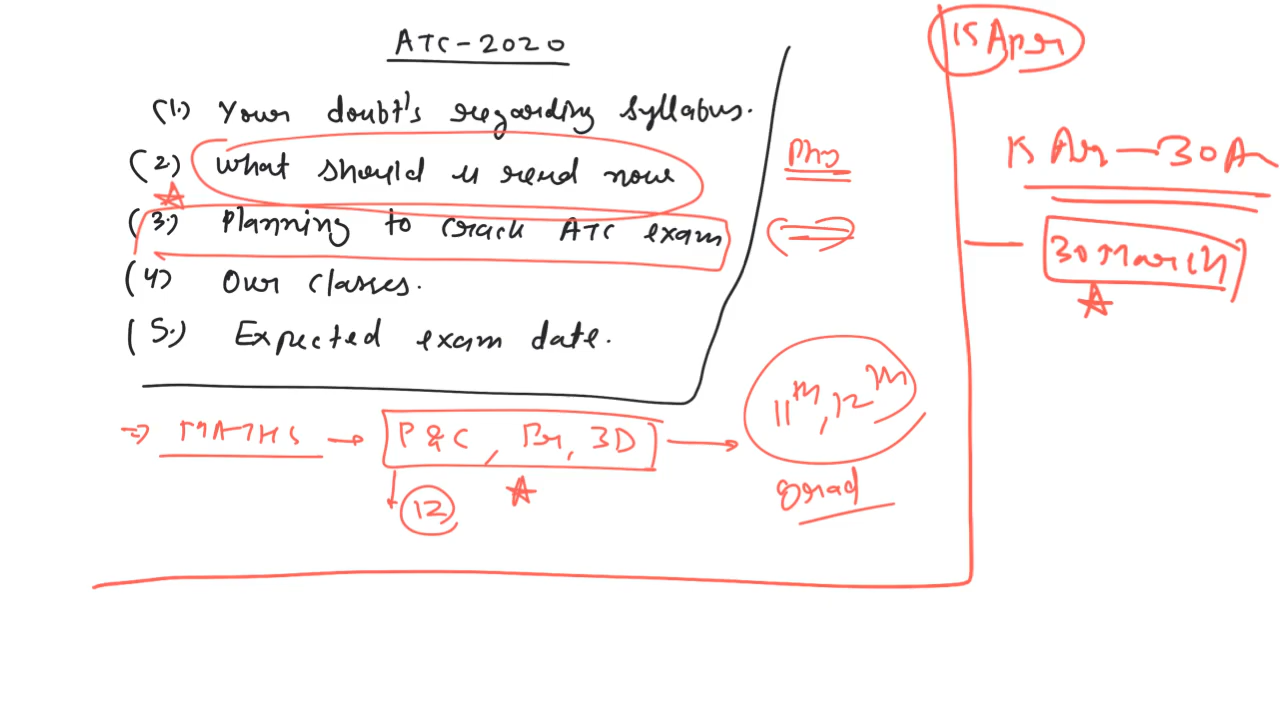 ATC-2020
(1.) Your doubt's regarding syllabus.
(2) what should u read now
(3.) Planning to crack ATC exam
(4) Our classes.
(5.) Expected exam date.
⇒ MATHS → P&C, Pr, 3D → 11th, 12th
12
Grad
Phy
15 Apr
15 Apr - 30 A
30 March